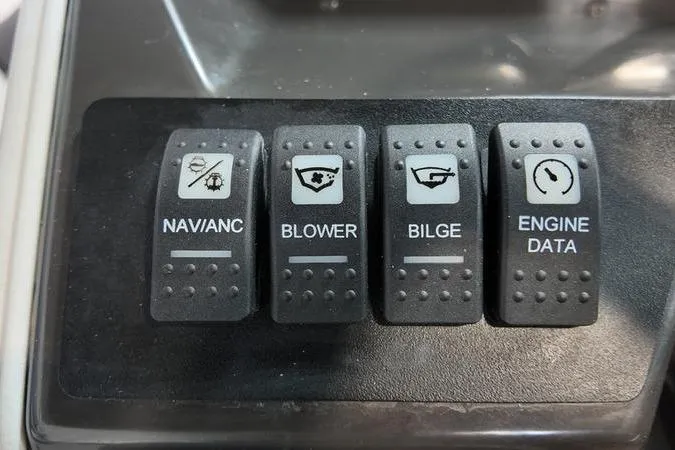 NAV/ANC
BLOWER
BILGE
ENGINE
DATA